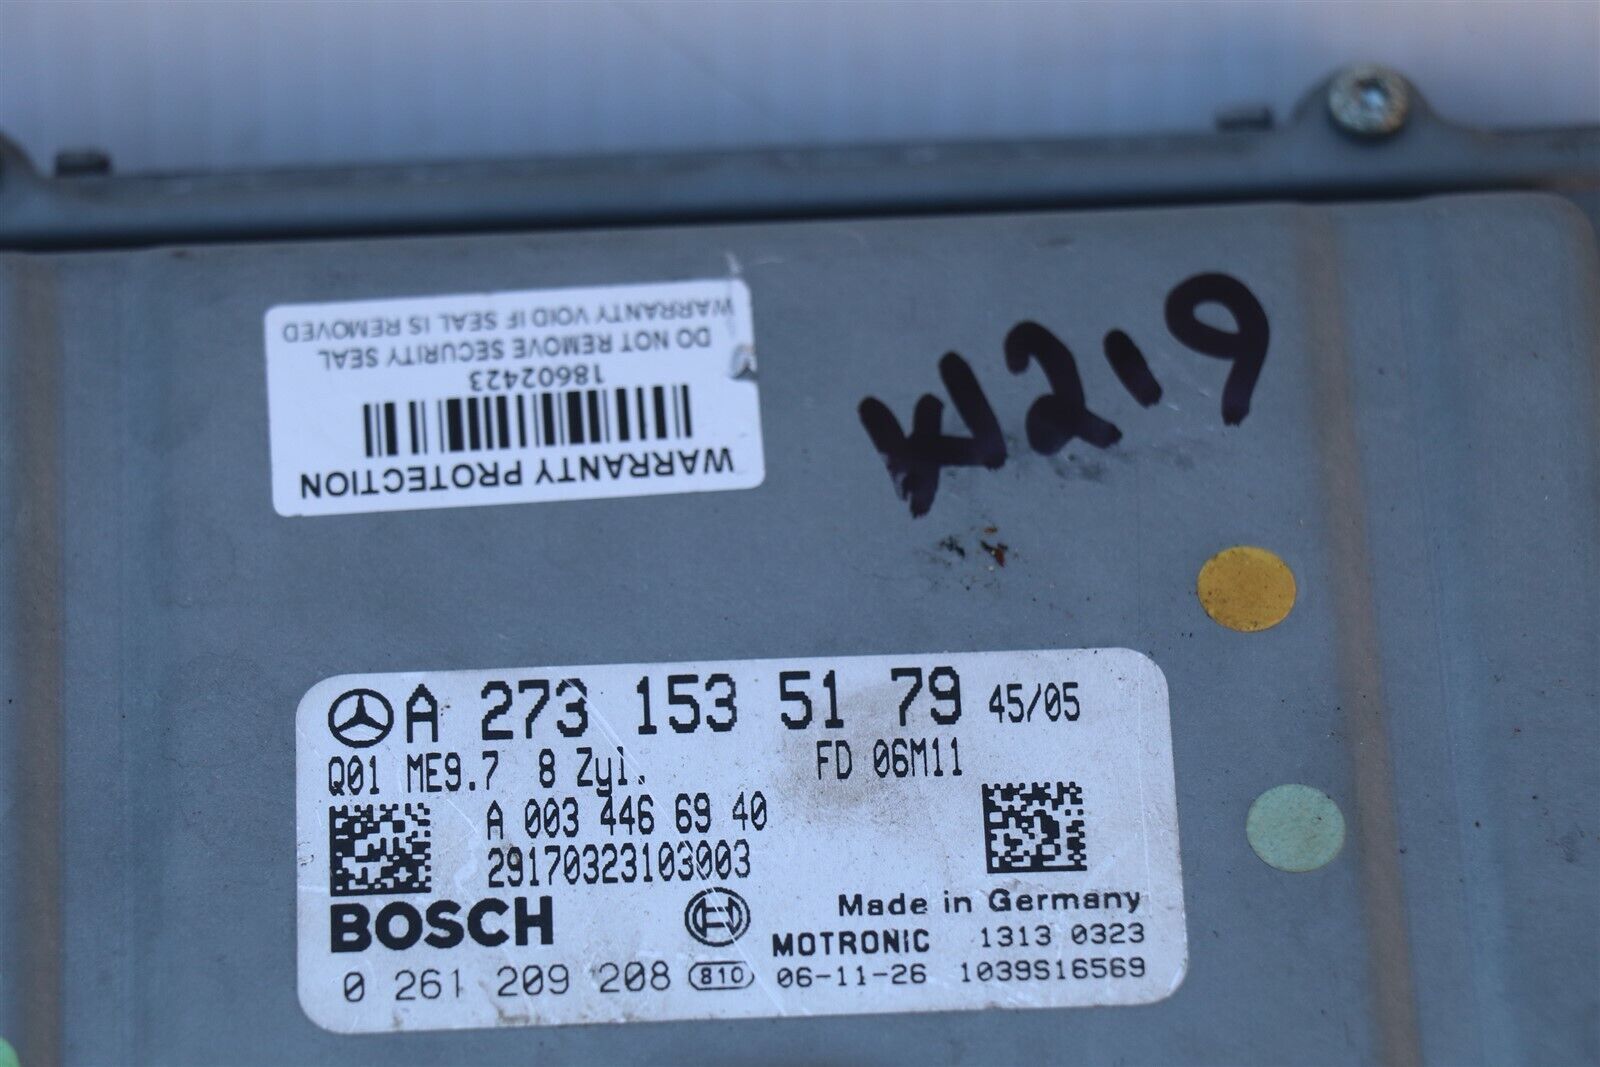 WARRANTY PROTECTION
18602423
DO NOT REMOVE SECURITY SEAL
WARRANTY VOID IF SEAL IS REMOVED
W219
A 273 153 51 79 45/05
Q01 ME9.7 8 Zyl. FD 06M11
A 003 446 69 40
29170323103003
BOSCH Made in Germany
MOTRONIC 1313 0323
0 261 209 208 810 06-11-26 1039S16569